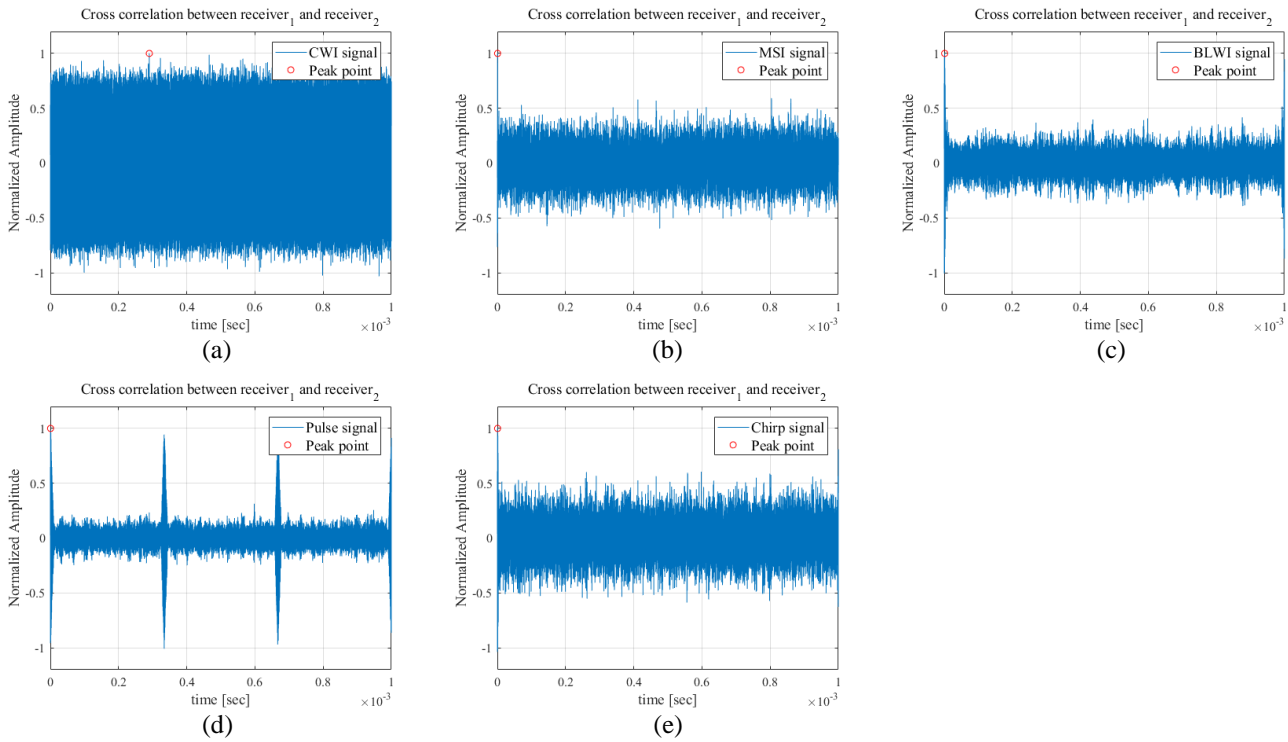 Cross correlation between receiver₁ and receiver₂
CWI signal
Peak point
Normalized Amplitude
1
0.5
0
-0.5
-1
0 0.2 0.4 0.6 0.8 1
×10⁻³
time [sec]
(a)
Cross correlation between receiver₁ and receiver₂
MSI signal
Peak point
Normalized Amplitude
1
0.5
0
-0.5
-1
0 0.2 0.4 0.6 0.8 1
×10⁻³
time [sec]
(b)
Cross correlation between receiver₁ and receiver₂
BLWI signal
Peak point
Normalized Amplitude
1
0.5
0
-0.5
-1
0 0.2 0.4 0.6 0.8 1
×10⁻³
time [sec]
(c)
Cross correlation between receiver₁ and receiver₂
Pulse signal
Peak point
Normalized Amplitude
1
0.5
0
-0.5
-1
0 0.2 0.4 0.6 0.8 1
×10⁻³
time [sec]
(d)
Cross correlation between receiver₁ and receiver₂
Chirp signal
Peak point
Normalized Amplitude
1
0.5
0
-0.5
-1
0 0.2 0.4 0.6 0.8 1
×10⁻³
time [sec]
(e)